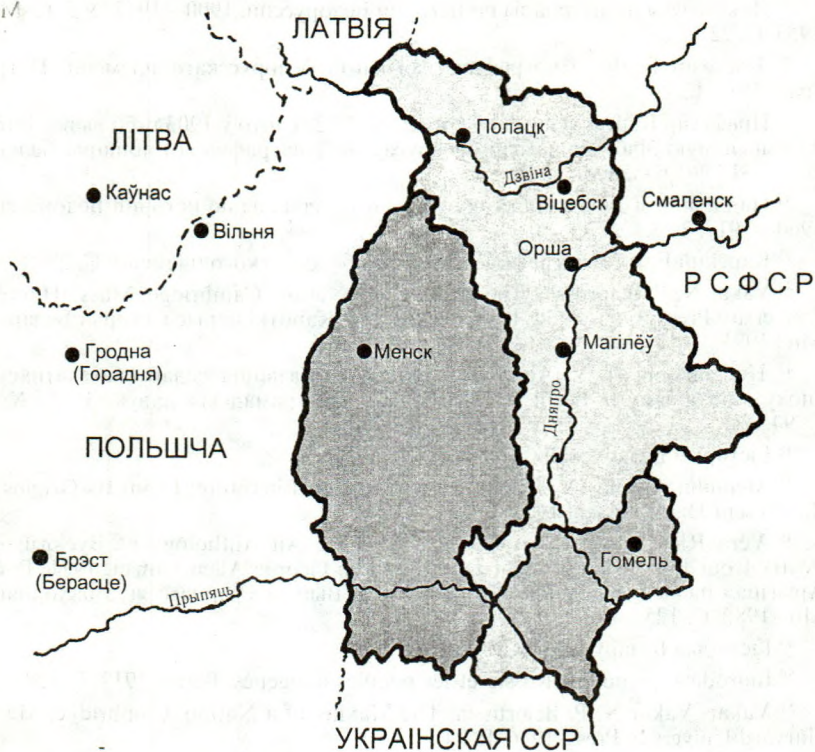 ЛАТВІЯ
ЛІТВА
Полацк
Дзвіна
Каўнас
Віцебск
Смаленск
Вільня
Орша
РСФСР
Гродна
(Горадня)
Менск
Магілёў
Дняпро
ПОЛЬШЧА
Гомель
Брэст
(Берасце)
Прыпяць
УКРАІНСКАЯ ССР